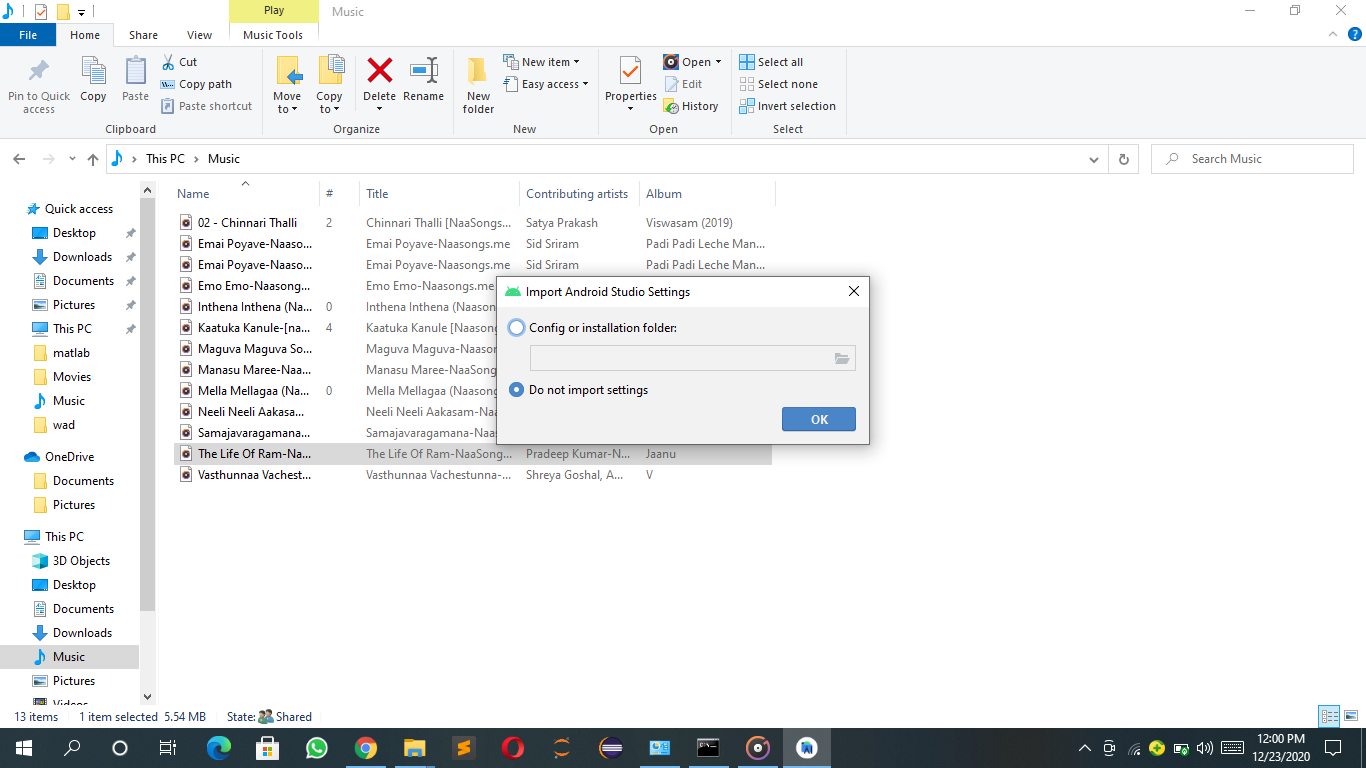 Play
Music
File
Home
Share
View
Music Tools
Pin to Quick access
Copy
Paste
Cut
Copy path
Paste shortcut
Clipboard
Move to
Copy to
Delete
Rename
Organize
New folder
New item
Easy access
New
Properties
Open
Edit
History
Open
Select all
Select none
Invert selection
Select
This PC > Music
Search Music
Name # Title Contributing artists Album
02 - Chinnari Thalli 2 Chinnari Thalli [NaaSongs... Satya Prakash Viswasam (2019)
Emai Poyave-Naaso... Emai Poyave-Naasongs.me Sid Sriram Padi Padi Leche Man...
Emai Poyave-Naaso... Emai Poyave-Naasongs.me Sid Sriram Padi Padi Leche Man...
Emo Emo-Naasong... Emo Emo-Naasongs.me
Inthena Inthena (Na... 0 Inthena Inthena (Naason
Kaatuka Kanule-[na... 4 Kaatuka Kanule [Naasong
Maguva Maguva So... Maguva Maguva-NaaSong
Manasu Maree-NaaS... Manasu Maree-NaaSongs
Mella Mellagaa (Na... 0 Mella Mellagaa (Naasong
Neeli Neeli Aakasa... Neeli Neeli Aakasam-Naa
Samajavaragamana... Samajavaragamana-Naas
The Life Of Ram-Na... The Life Of Ram-NaaSong... Pradeep Kumar-N... Jaanu
Vasthunnaa Vachest... Vasthunnaa Vachestunna-... Shreya Goshal, A... V
Import Android Studio Settings
Config or installation folder:
Do not import settings
OK
Quick access
Desktop
Downloads
Documents
Pictures
This PC
matlab
Movies
Music
wad
OneDrive
Documents
Pictures
This PC
3D Objects
Desktop
Documents
Downloads
Music
Pictures
Videos
13 items 1 item selected 5.54 MB State: Shared
12:00 PM
12/23/2020